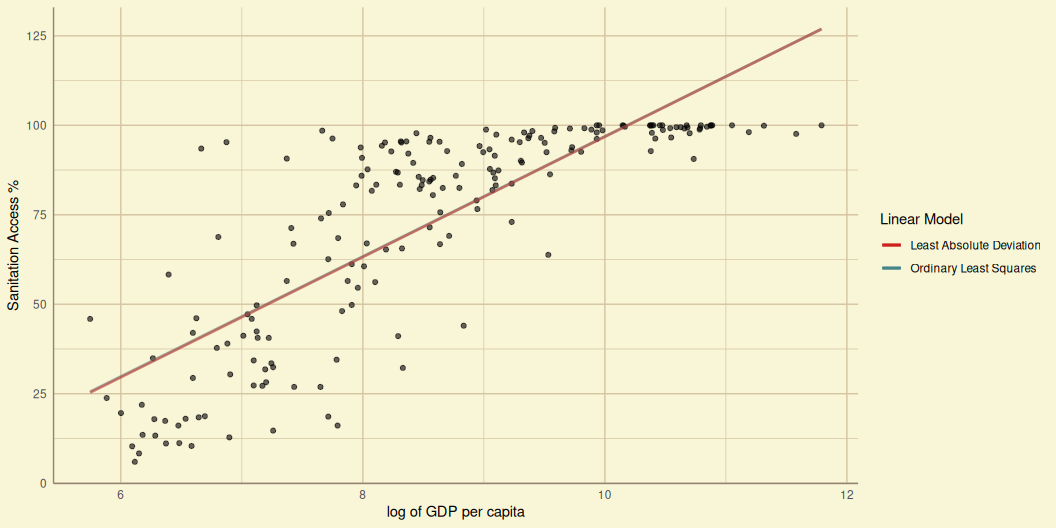 125
100
75
50
25
0
Sanitation Access %
6
8
10
12
log of GDP per capita
Linear Model
Least Absolute Deviation
Ordinary Least Squares